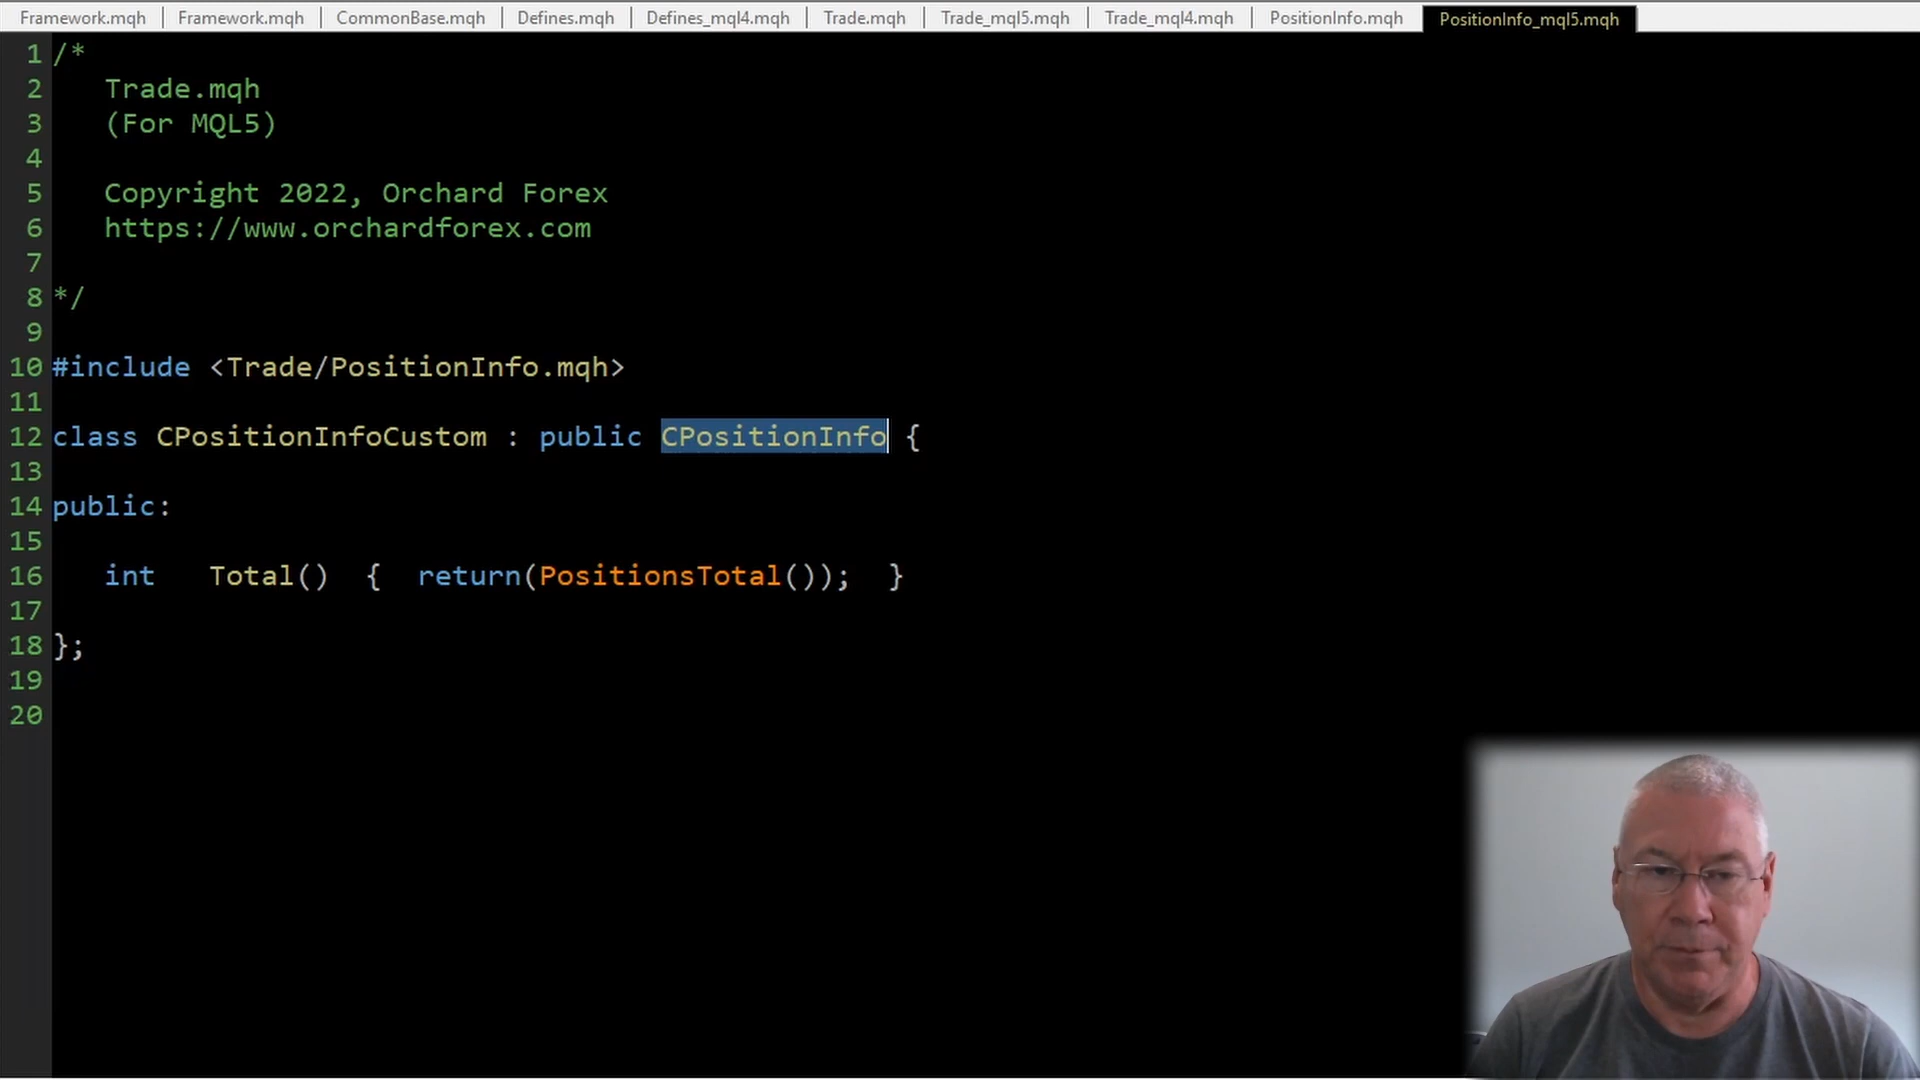 Framework.mqh Framework.mqh CommonBase.mqh Defines.mqh Defines_mql4.mqh Trade.mqh Trade_mql5.mqh Trade_mql4.mqh PositionInfo.mqh PositionInfo_mql5.mqh
1 /*
2 Trade.mqh
3 (For MQL5)
4
5 Copyright 2022, Orchard Forex
6 https://www.orchardforex.com
7
8 */
9
10 #include <Trade/PositionInfo.mqh>
11
12 class CPositionInfoCustom : public CPositionInfo {
13
14 public:
15
16 int Total() { return(PositionsTotal()); }
17
18 };
19
20